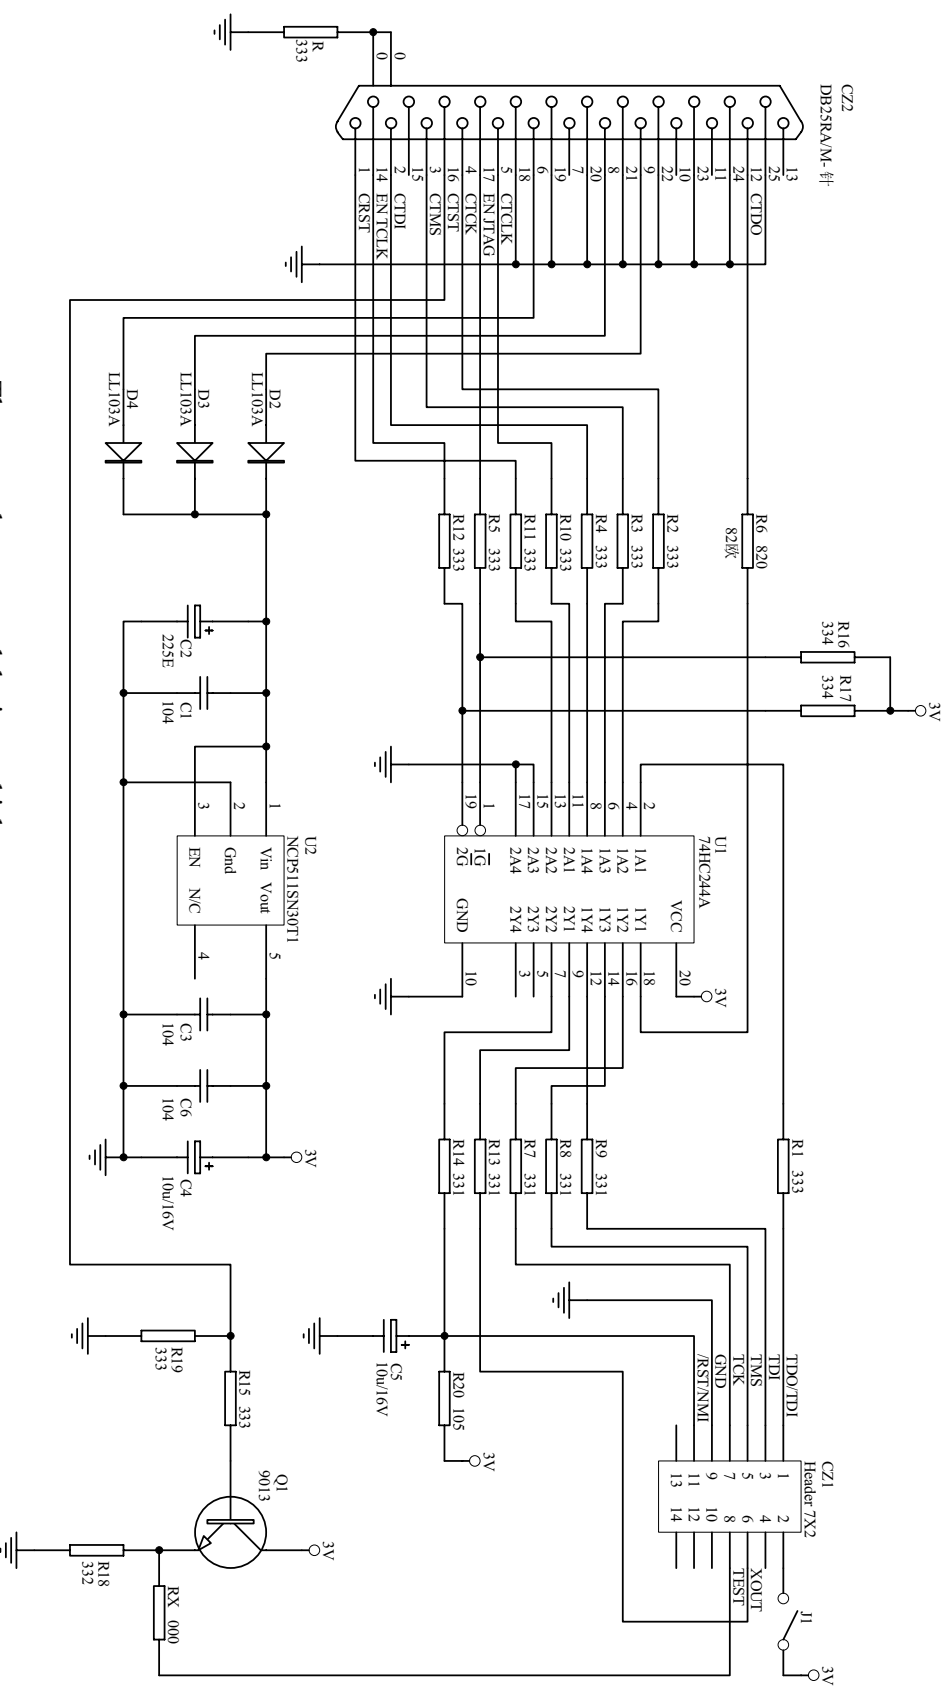 CZ2
DB25RA/M-针
R
333
0
0
13
25
12 CTDO
24
11
23
10
22
9
21
8
20
7
19
6
18
5 CTCLK
17 EN JTAG
4 CTCK
16 CTST
3 CTMS
15
2 CTDI
14 EN TCLK
1 CRST
D2
LL103A
D3
LL103A
D4
LL103A
R6 820
82欧
R2 333
R3 333
R4 333
R10 333
R11 333
R5 333
R12 333
R16
334
R17
334
3V
C2
225E
C1
104
U1
74HC244A
2
4
6
8
11
13
15
17
1
19
1A1
1A2
1A3
1A4
2A1
2A2
2A3
2A4
1G
2G
VCC
1Y1
1Y2
1Y3
1Y4
2Y1
2Y2
2Y3
2Y4
GND
20
18
16
14
12
9
7
5
3
10
3V
U2
NCP511SN30T1
1
2
3
Vin Vout
Gnd
EN N/C
5
4
C3
104
C6
104
C4
10u/16V
3V
R1 333
R9 331
R8 331
R7 331
R13 331
R14 331
C5
10u/16V
R20 105
3V
R19
333
R15 333
Q1
9013
3V
R18
332
RX 000
TDO/TDI
TDI
TMS
TCK
GND
/RST/NMI
CZ1
Header 7X2
1 2
3 4
5 6
7 8
9 10
11 12
13 14
XOUT
TEST
J1
3V